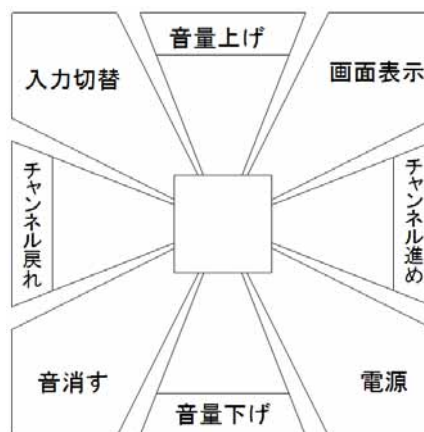 音量上げ
入力切替
画面表示
チャンネル戻れ
チャンネル進め
音消す
電源
音量下げ